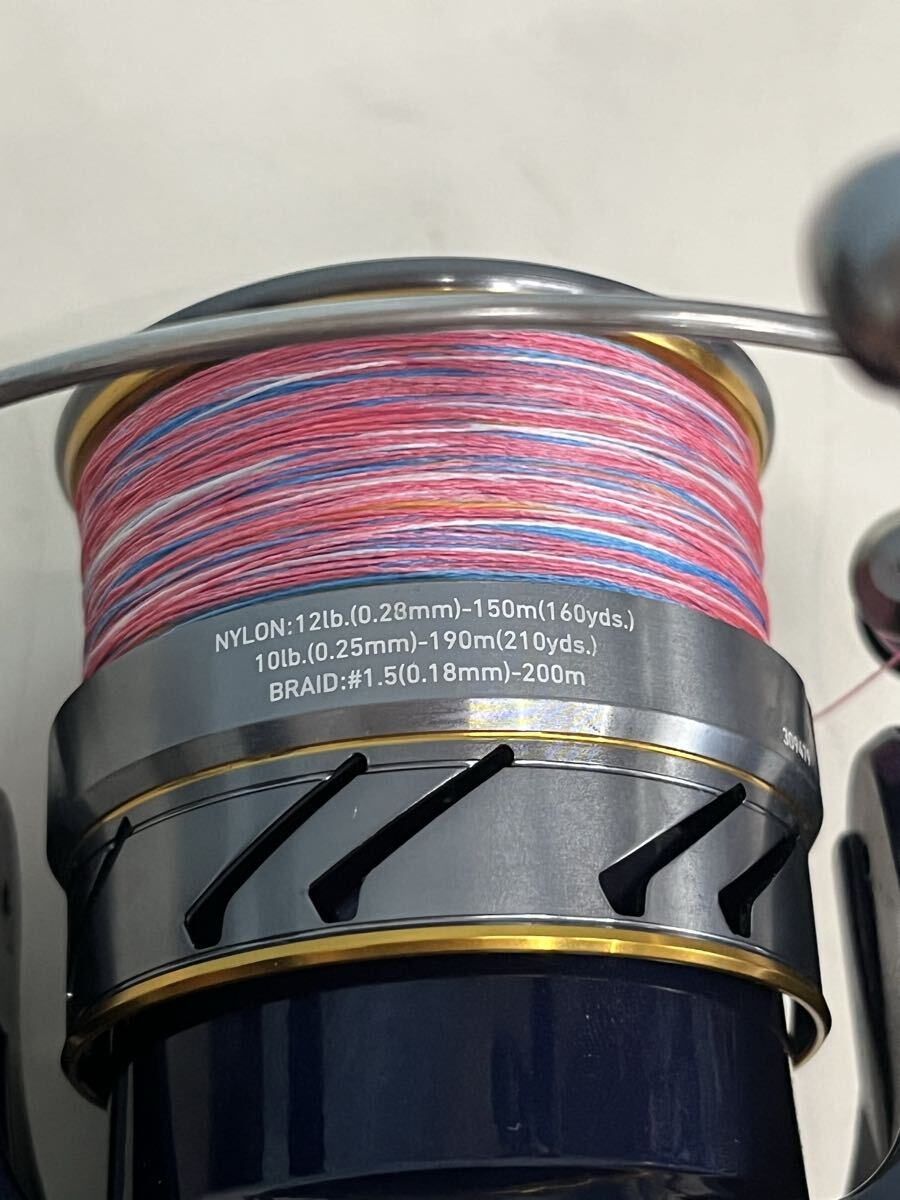 NYLON:12lb.(0.28mm)-150m(160yds.)
10lb.(0.25mm)-190m(210yds.)
BRAID:#1.5(0.18mm)-200m